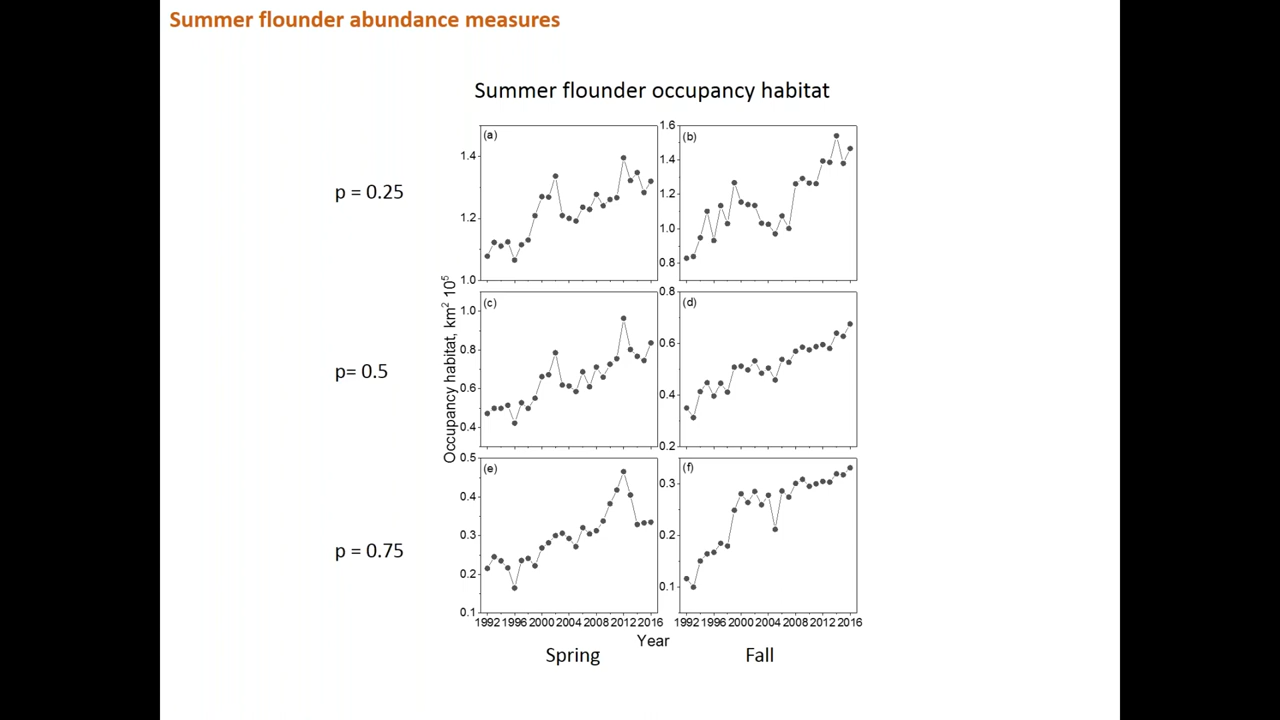 Summer flounder abundance measures
Summer flounder occupancy habitat
p = 0.25
p= 0.5
p = 0.75
Occupancy habitat, km² 10⁵
(a)
1.4
1.2
1.0
(b)
1.6
1.4
1.2
1.0
0.8
(c)
1.0
0.8
0.6
0.4
(d)
0.8
0.6
0.4
0.2
(e)
0.5
0.4
0.3
0.2
0.1
(f)
0.3
0.2
0.1
1992 1996 2000 2004 2008 2012 2016
1992 1996 2000 2004 2008 2012 2016
Year
Spring
Fall